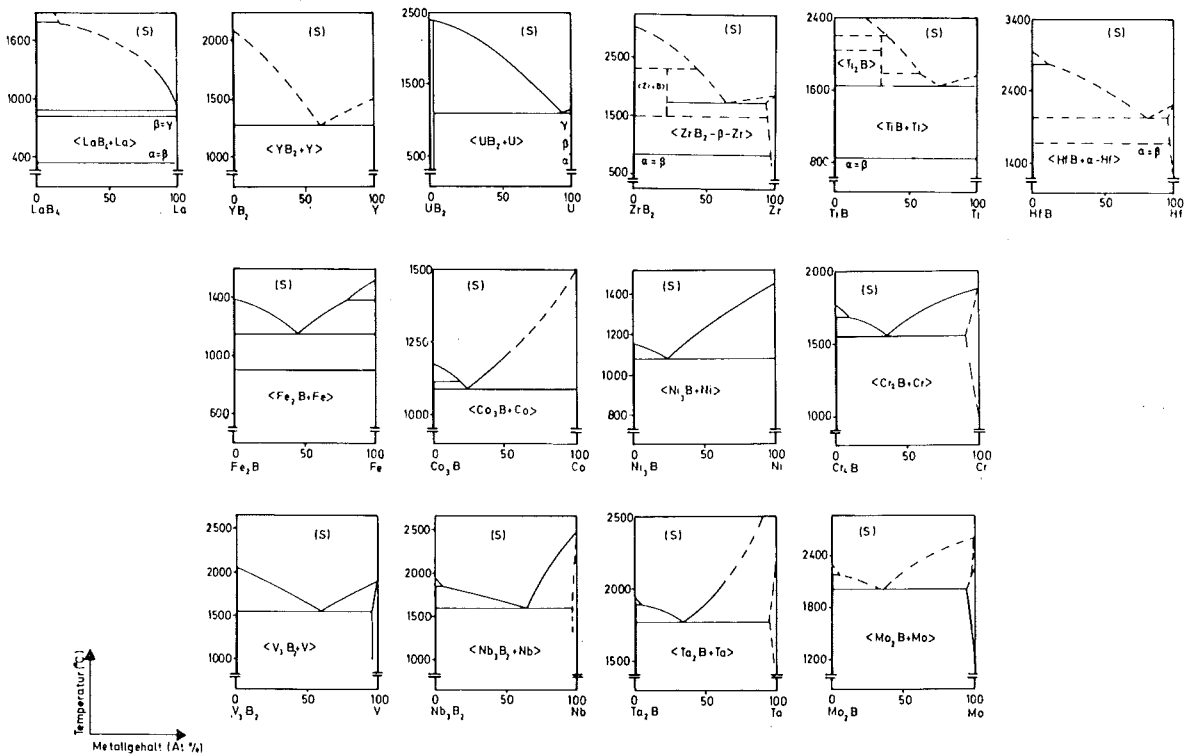 1600
1000
400
(S)
β=γ
<LaB4+La>
α=β
0 50 100
LaB4 La
2000
1500
1000
(S)
<YB2+Y>
0 50 100
YB2 Y
2500
1500
500
(S)
<UB2+U>
γ
β
α
0 50 100
UB2 U
3500
2500
1500
500
(S)
<ZrB2-β-Zr>
α=β
0 50 100
ZrB2 Zr
2400
1600
800
(S)
<Ti2B>
<TiB+Ti>
α=β
0 50 100
TiB Ti
3400
2400
1400
(S)
α=β
<HfB+α-Hf>
0 50 100
HfB Hf
1400
1000
600
(S)
<Fe2B+Fe>
0 50 100
Fe2B Fe
1500
1250
1000
(S)
<Co3B+Co>
0 50 100
Co3B Co
1400
1200
1000
800
(S)
<Ni3B+Ni>
0 50 100
Ni3B Ni
2000
1500
1000
(S)
<Cr2B+Cr>
0 50 100
Cr4B Cr
2500
2000
1500
1000
(S)
<V3B2+V>
0 50 100
V3B2 V
2500
2000
1500
1000
(S)
<Nb3B2+Nb>
0 50 100
Nb3B2 Nb
2500
2000
1500
(S)
<Ta2B+Ta>
0 50 100
Ta2B Ta
2400
1800
1200
(S)
<Mo2B+Mo>
0 50 100
Mo2B Mo
Temperatur(°C)
Metallgehalt (At %)